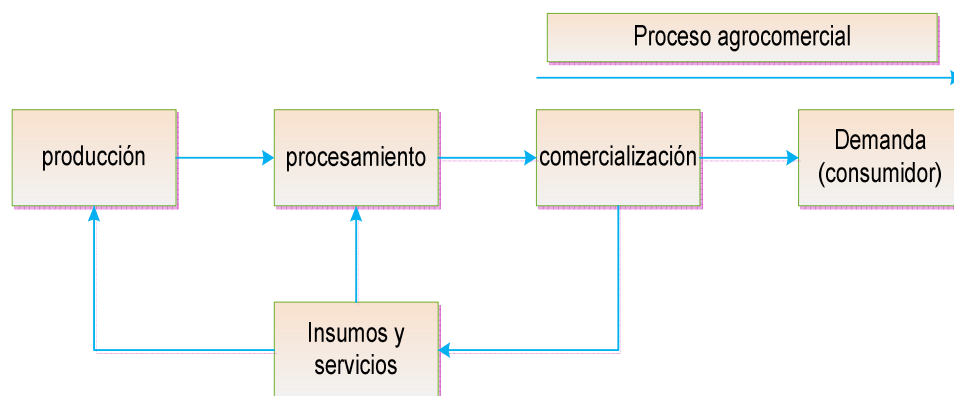 Proceso agrocomercial
producción
procesamiento
comercialización
Demanda
(consumidor)
Insumos y
servicios